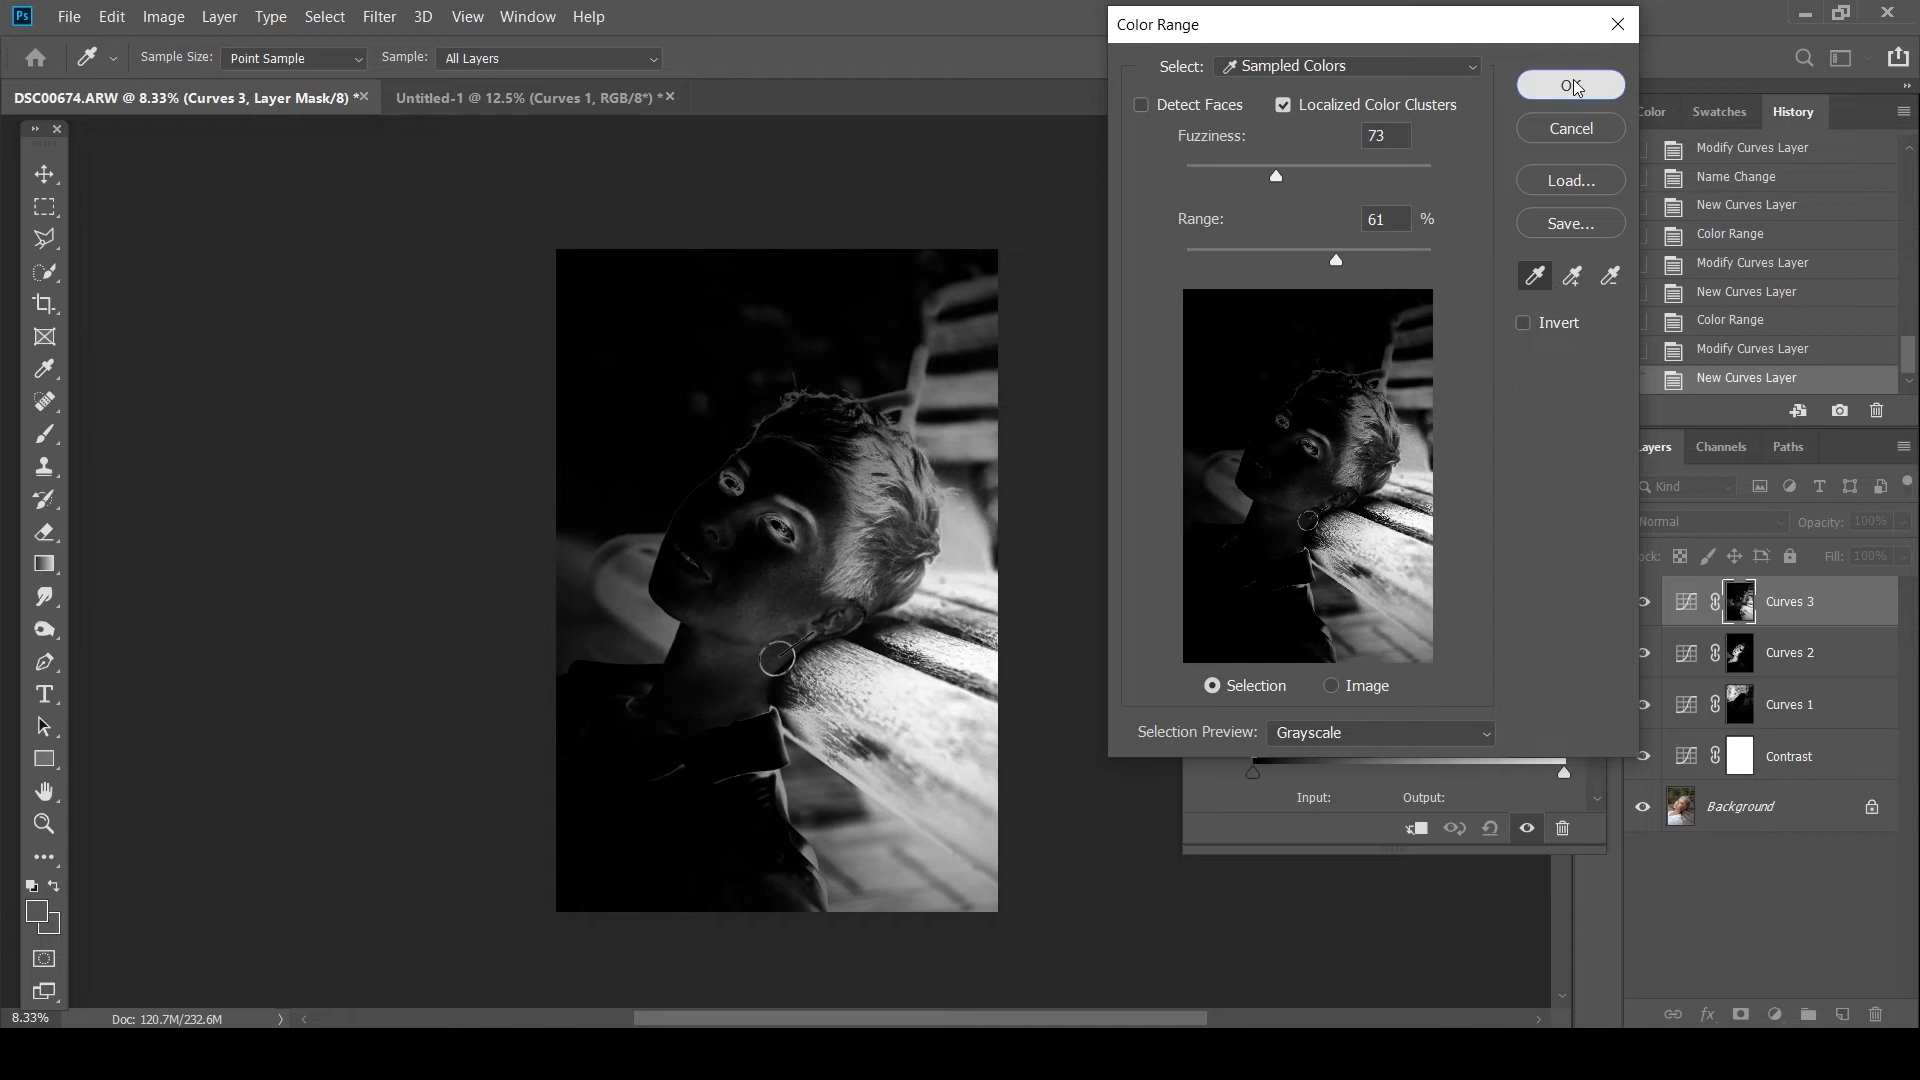 Ps File Edit Image Layer Type Select Filter 3D View Window Help
Color Range
Sample Size: Point Sample Sample: All Layers
DSC00674.ARW @ 8.33% (Curves 3, Layer Mask/8) * Untitled-1 @ 12.5% (Curves 1, RGB/8*) *
Select: Sampled Colors
Detect Faces Localized Color Clusters
Fuzziness: 73
Range: 61 %
Selection Image
Selection Preview: Grayscale
Cancel
Load...
Save...
Invert
Input: Output:
Color Swatches History
Modify Curves Layer
Name Change
New Curves Layer
Color Range
Modify Curves Layer
New Curves Layer
Color Range
Modify Curves Layer
New Curves Layer
Layers Channels Paths
Kind
Normal Opacity: 100%
Fill: 100%
Curves 3
Curves 2
Curves 1
Contrast
Background
fx
8.33% Doc: 120.7M/232.6M